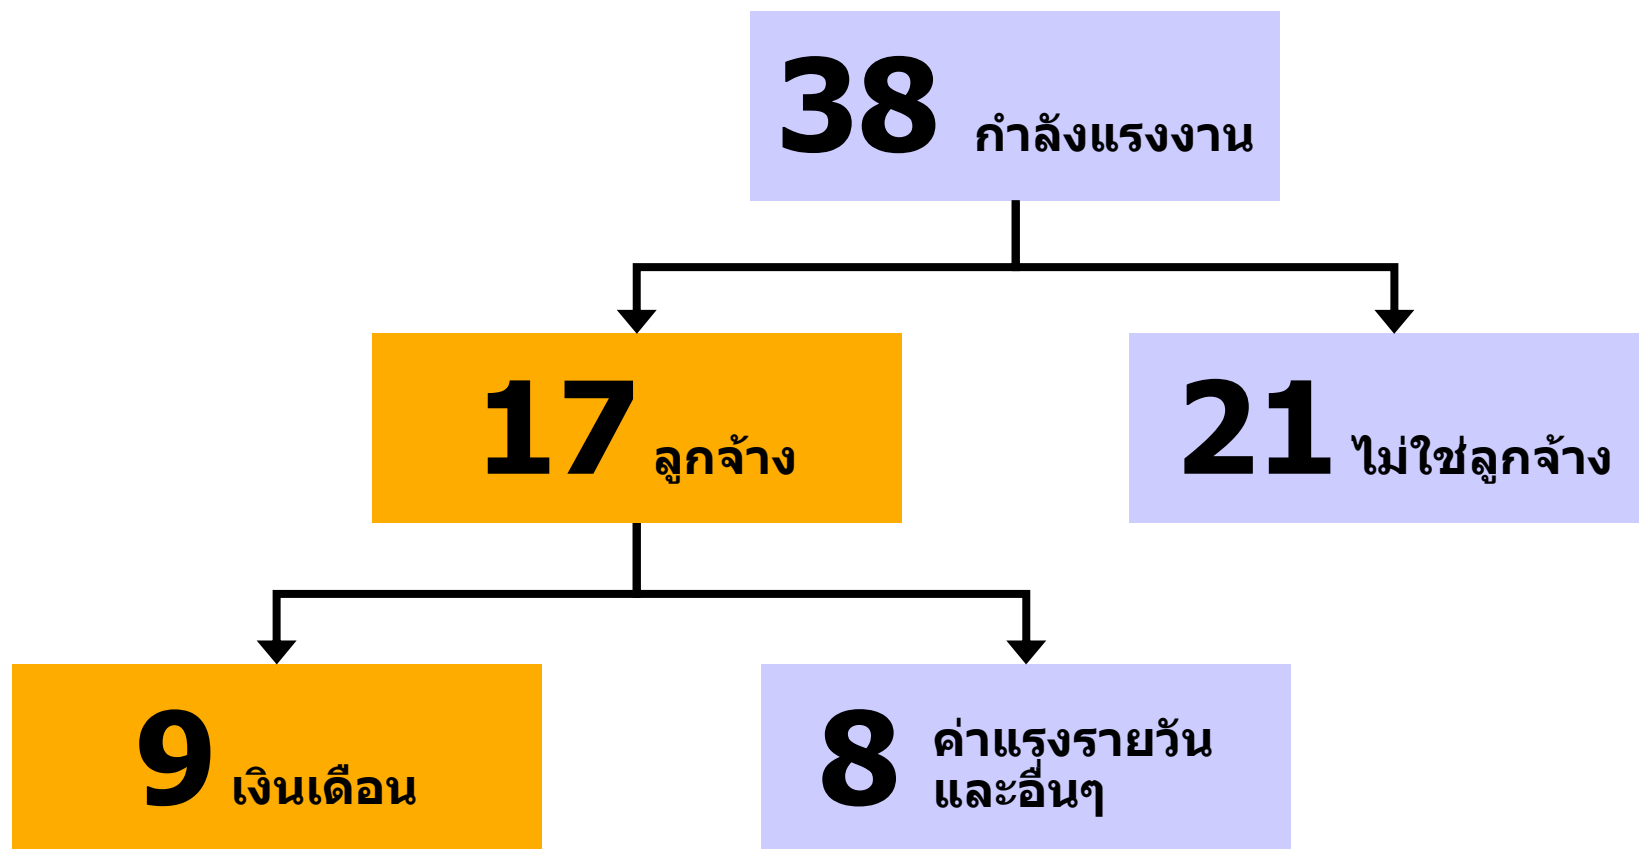 38 กำลังแรงงาน
17 ลูกจ้าง
21 ไม่ใช่ลูกจ้าง
9 เงินเดือน
8 ค่าแรงรายวัน
และอื่นๆ